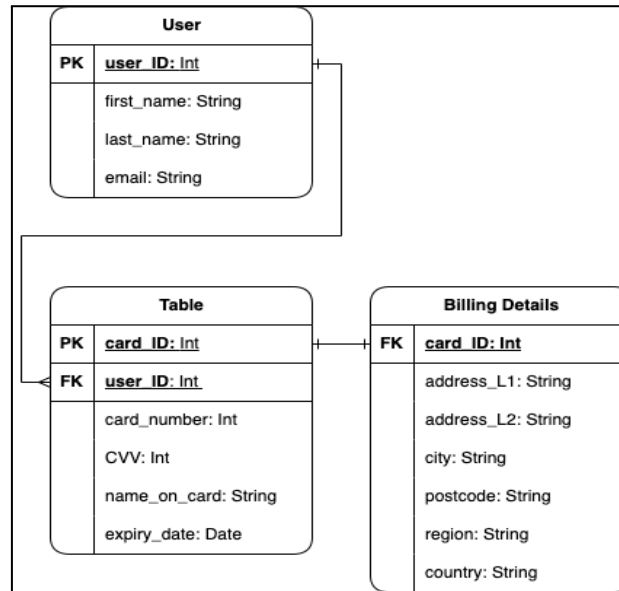 User
PK user_ID: Int
first_name: String
last_name: String
email: String
Table
PK card_ID: Int
FK user_ID: Int
card_number: Int
CVV: Int
name_on_card: String
expiry_date: Date
Billing Details
FK card_ID: Int
address_L1: String
address_L2: String
city: String
postcode: String
region: String
country: String